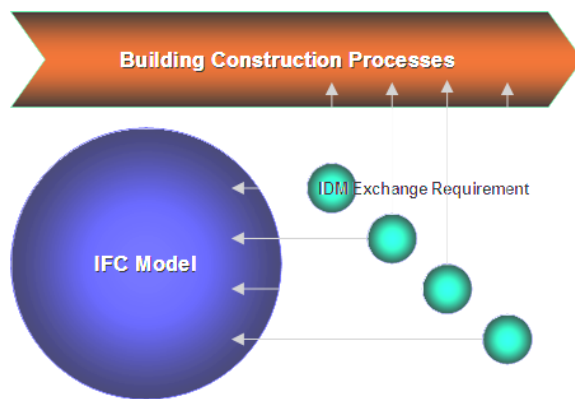 Building Construction Processes
IDM Exchange Requirement
IFC Model